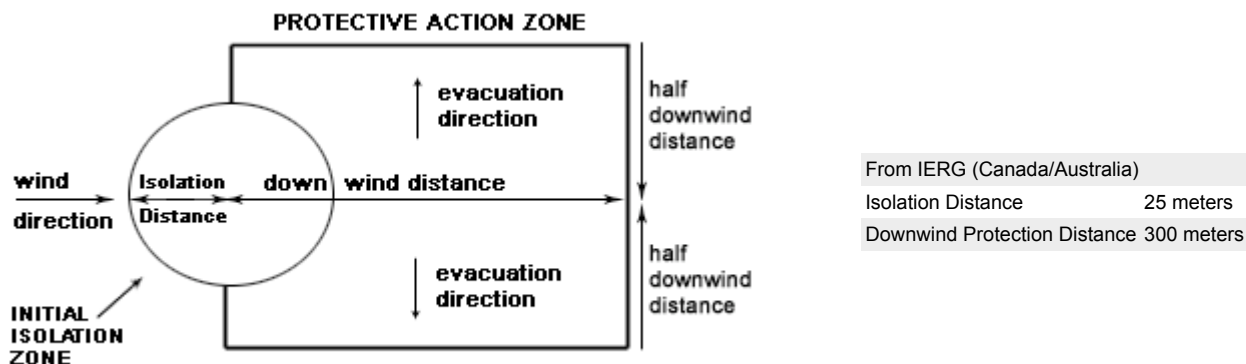 PROTECTIVE ACTION ZONE
evacuation
direction
half
downwind
distance
wind
direction
Isolation
Distance
down wind distance
evacuation
direction
half
downwind
distance
INITIAL
ISOLATION
ZONE
From IERG (Canada/Australia)
Isolation Distance 25 meters
Downwind Protection Distance 300 meters